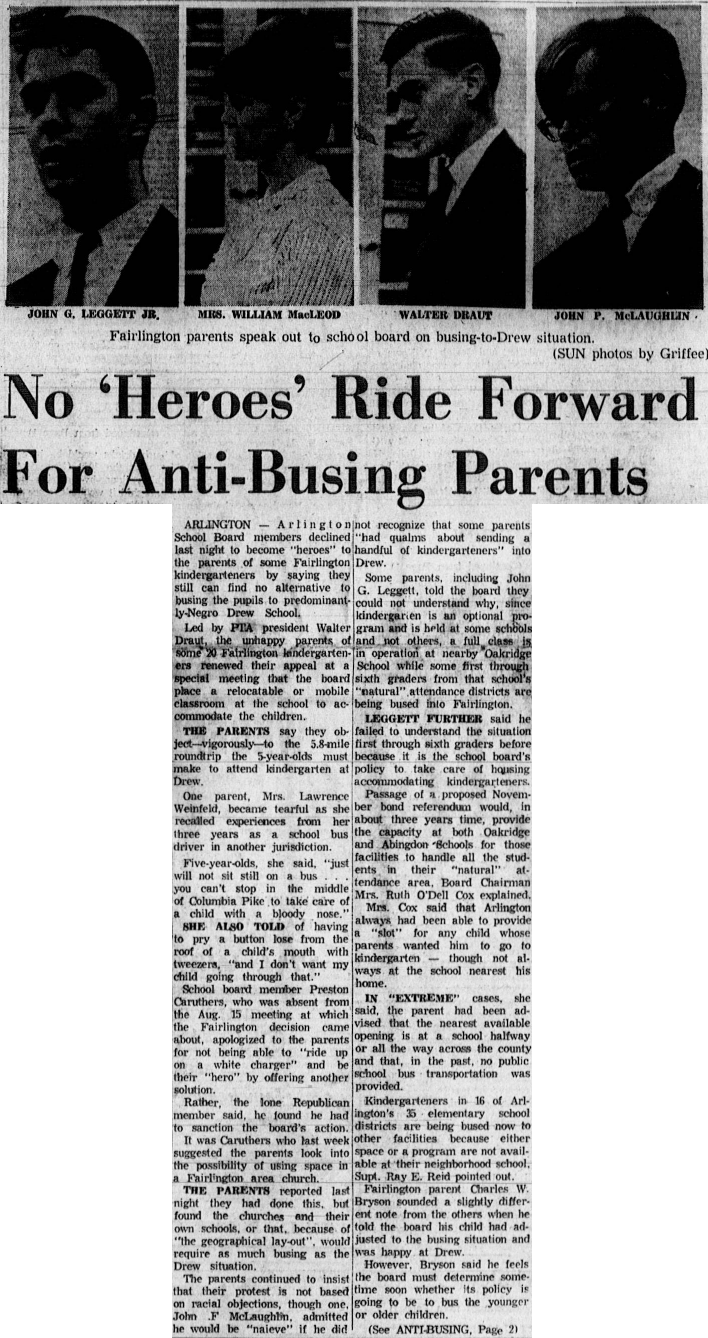 JOHN G. LEGGETT JR.
MRS. WILLIAM MacLEOD
WALTER DRAUT
JOHN P. McLAUGHLIN
Fairlington parents speak out to school board on busing-to-Drew situation.
(SUN photos by Griffee)
No 'Heroes' Ride Forward
For Anti-Busing Parents
ARLINGTON — Arlington
School Board members declined
last night to become "heroes" to
the parents of some Fairlington
kindergarteners by saying they
still can find no alternative to
busing the pupils to predominant-
ly-Negro Drew School.
Led by PTA president Walter
Draut, the unhappy parents of
some 20 Fairlington kindergarten-
ers renewed their appeal at a
special meeting that the board
place a relocatable or mobile
classroom at the school to ac-
commodate the children.
THE PARENTS say they ob-
ject—vigorously—to the 5.8-mile
roundtrip the 5-year-olds must
make to attend kindergarten at
Drew.
One parent, Mrs. Lawrence
Weinfeld, became tearful as she
recalled experiences from her
three years as a school bus
driver in another jurisdiction.
Five-year-olds, she said, "just
will not sit still on a bus . . .
you can't stop in the middle
of Columbia Pike to take care of
a child with a bloody nose."
SHE ALSO TOLD of having
to pry a button lose from the
roof of a child's mouth with
tweezers, "and I don't want my
child going through that."
School board member Preston
Caruthers, who was absent from
the Aug. 15 meeting at which
the Fairlington decision came
about, apologized to the parents
for not being able to "ride up
on a white charger" and be
their "hero" by offering another
solution.
Rather, the lone Republican
member said, he found he had
to sanction the board's action.
It was Caruthers who last week
suggested the parents look into
the possibility of using space in
a Fairlington area church.
THE PARENTS reported last
night they had done this, but
found the churches and their
own schools, or that, because of
"the geographical lay-out", would
require as much busing as the
Drew situation.
The parents continued to insist
that their protest is not based
on racial objections, though one,
John .F McLaughlin, admitted
he would be "naieve" if he did
not recognize that some parents
"had qualms about sending a
handful of kindergarteners" into
Drew.
Some parents, including John
G. Leggett, told the board they
could not understand why, since
kindergarten is an optional pro-
gram and is held at some schools
and not others, a full class is
in operation at nearby Oakridge
School while some first through
sixth graders from that school's
"natural" attendance districts are
being bused into Fairlington.
LEGGETT FURTHER said he
failed to understand the situation
first through sixth graders before
because it is the school board's
policy to take care of housing
accommodating kindergarteners.
Passage of a proposed Novem-
ber bond referendum would, in
about three years time, provide
the capacity at both Oakridge
and Abingdon Schools for those
facilities to handle all the stud-
ents in their "natural" at-
tendance area, Board Chairman
Mrs. Ruth O'Dell Cox explained.
Mrs. Cox said that Arlington
always had been able to provide
a "slot" for any child whose
parents wanted him to go to
kindergarten — though not al-
ways at the school nearest his
home.
IN "EXTREME" cases, she
said, the parent had been ad-
vised that the nearest available
opening is at a school halfway
or all the way across the county
and that, in the past, no public
school bus transportation was
provided.
Kindergarteners in 16 of Arl-
ington's 35 elementary school
districts are being bused now to
other facilities because either
space or a program are not avail-
able at their neighborhood school,
Supt. Ray E. Reid pointed out.
Fairlington parent Charles W.
Bryson sounded a slightly differ-
ent note from the others when he
told the board his child had ad-
justed to the busing situation and
was happy at Drew.
However, Bryson said he feels
the board must determine some-
time soon whether its policy is
going to be to bus the younger
or older children.
(See ANTI-BUSING, Page 2)